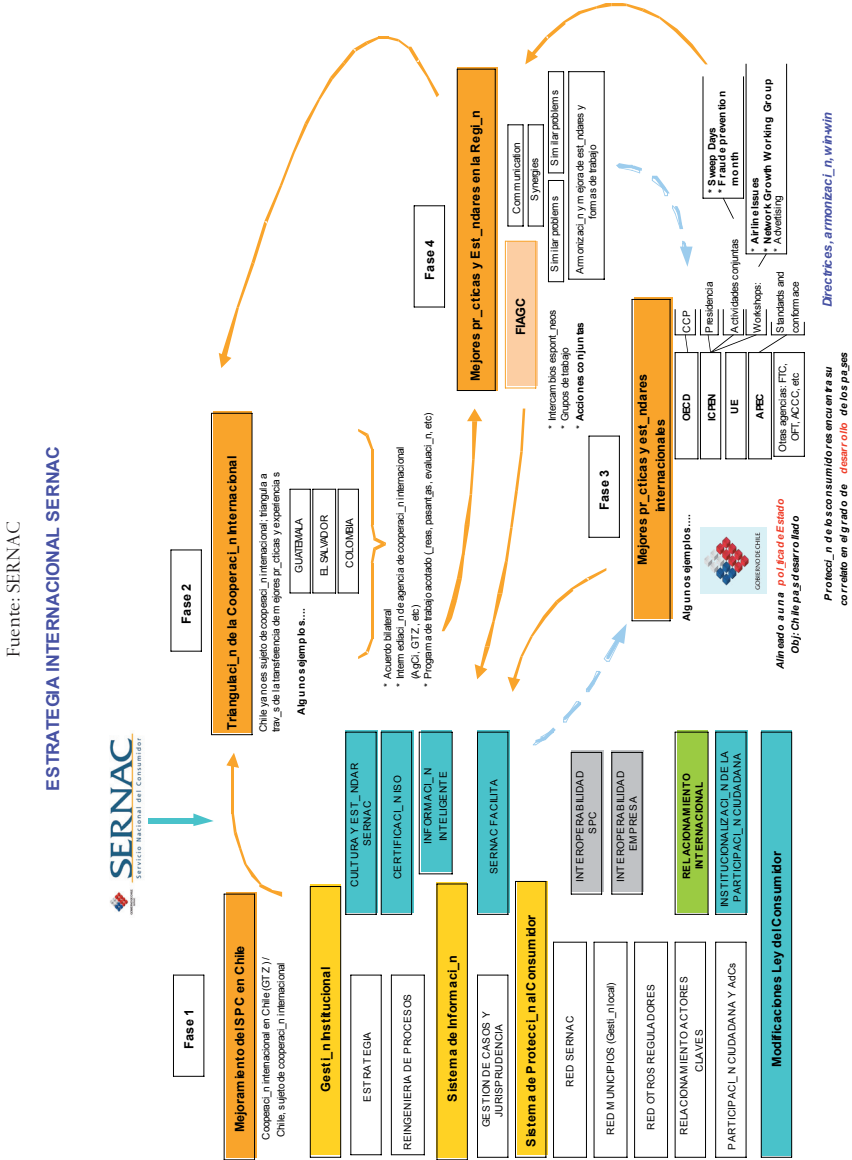 Fuente: SERNAC
ESTRATEGIA INTERNACIONAL SERNAC
GOBIERNO DE CHILE
SERNAC
Servicio Nacional del Consumidor
Fase 1
Mejoramiento del SPC en Chile
Cooperaci_n internacional en Chile (GTZ) /
Chile, sujeto de cooperaci_n internacional
Gesti_n Institucional
ESTRATEGIA
REINGENIERIA DE PROCESOS
CULTURA Y EST_NDAR
SERNAC
CERTIFICACI_N ISO
INFORMACI_N
INTELIGENTE
Sistema de Informaci_n
GESTION DE CASOS Y
JURISPRUDENCIA
SERNAC FACILITA
Sistema de Protecci_n al Consumidor
RED SERNAC
RED MUNICIPIOS (Gesti_n local)
RED OTROS REGULADORES
RELACIONAMIENTO ACTORES
CLAVES
PARTICIPACI_N CIUDADANA Y AdCs
INTEROPERABILIDAD
SPC
INTEROPERABILIDAD
EMPRESA
RELACIONAMIENTO
INTERNACIONAL
INSTITUCIONALIZACI_N DE LA
PARTICIPACI_N CIUDADANA
Modificaciones Ley del Consumidor
Fase 2
Triangulaci_n de la Cooperaci_n Internacional
Chile ya no es sujeto de cooperaci_n internacional; triangula a
trav_s de la transferencia de mejores pr_cticas y experiencias
Algunos ejemplos....
GUATEMALA
EL SALVADOR
COLOMBIA
* Acuerdo bilateral
* Intermediaci_n de agencia de cooperaci_n internacional
(AgCi, GTZ, etc)
* Programa de trabajo acotado (_reas, pasant_as, evaluaci_n, etc)
Fase 3
Mejores pr_cticas y est_ndares
internacionales
Algunos ejemplos....
GOBIERNO DE CHILE
OECD
ICPEN
UE
APEC
Otras agencias: FTC,
OFT, ACCC, etc
CCP
Presidencia
Actividades conjuntas
Workshops:
Standards and
conformace
* Sweep Days
* Fraude prevention
month
* Airline Issues
* Network Growth Working Group
* Advertising
Alineado a una pol_tica de Estado
Obj: Chile pa_s desarrollado
Fase 4
Mejores pr_cticas y Est_ndares en la Regi_n
FIAGC
Communication
Synergies
Similar problems
Similar problems
Armonizaci_n y mejora de est_ndares y
formas de trabajo
* Intercambios espont_neos
* Grupos de trabajo
* Acciones conjuntas
Protecci_n de los consumidores encuentra su
correlato en el grado de desarrollo de los pa_ses
Directrices, armonizaci_n, win-win